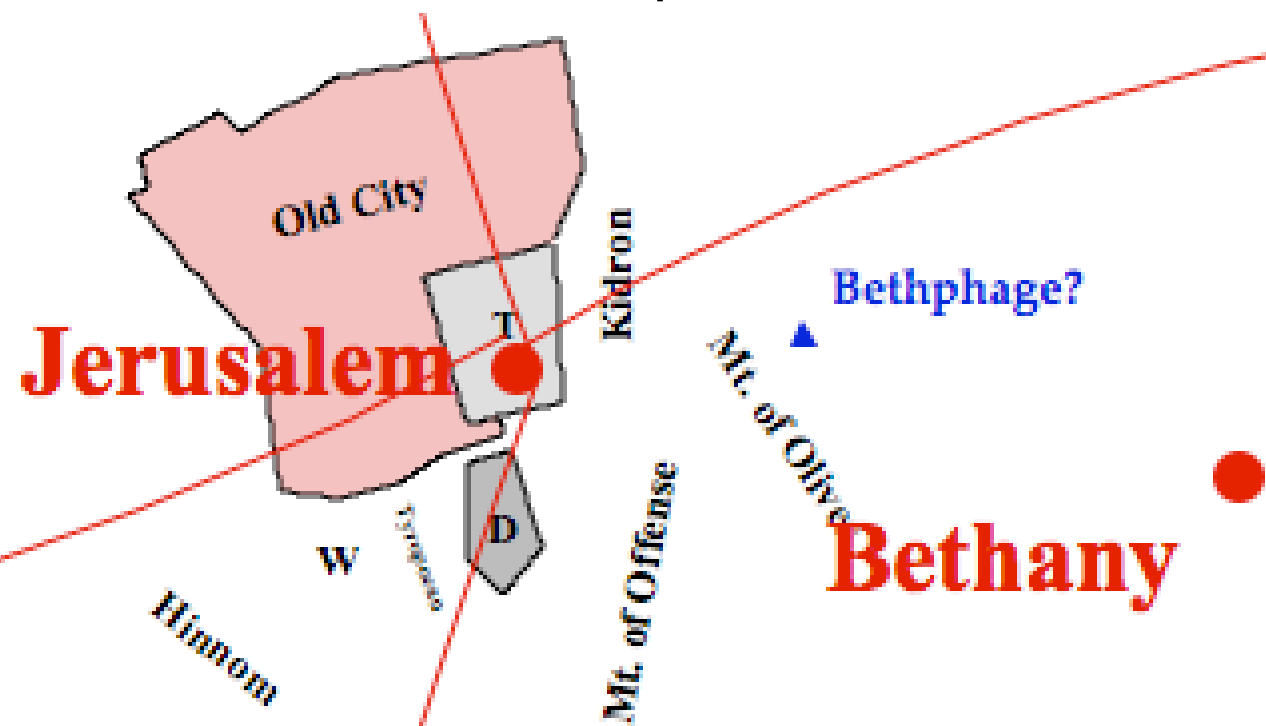 Old City
Kidron
Bethphage?
T
Jerusalem
Mt. of Olive
D
W
Bethany
Mt. of Offense
Hinnom